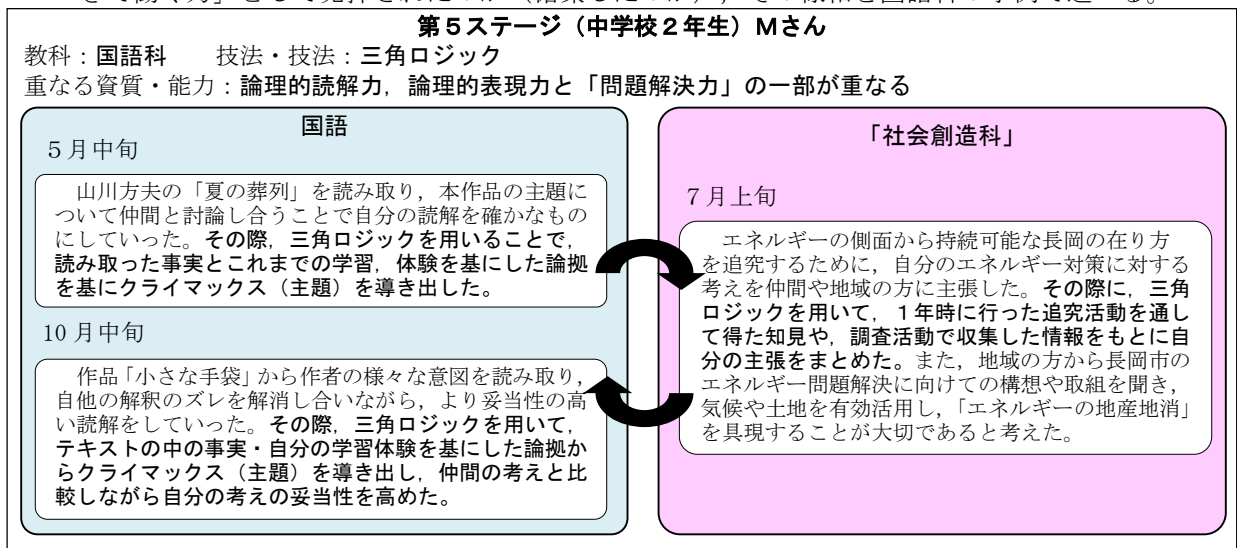 第5ステージ(中学校2年生)Mさん
教科:国語科　　技法・技法:三角ロジック
重なる資質・能力:論理的読解力,論理的表現力と「問題解決力」の一部が重なる
国語
5月中旬
　山川方夫の「夏の葬列」を読み取り,本作品の主題に
ついて仲間と討論し合うことで自分の読解を確かなもの
にしていった。その際,三角ロジックを用いることで,
読み取った事実とこれまでの学習,体験を基にした論拠
を基にクライマックス(主題)を導き出した。
10月中旬
　作品「小さな手袋」から作者の様々な意図を読み取り,
自他の解釈のズレを解消し合いながら,より妥当性の高
い読解をしていった。その際,三角ロジックを用いて,
テキストの中の事実・自分の学習体験を基にした論拠か
らクライマックス(主題)を導き出し,仲間の考えと比
較しながら自分の考えの妥当性を高めた。
「社会創造科」
7月上旬
　エネルギーの側面から持続可能な長岡の在り方
を追究するために,自分のエネルギー対策に対する
考えを仲間や地域の方に主張した。その際に,三角
ロジックを用いて,1年時に行った追究活動を通し
て得た知見や,調査活動で収集した情報をもとに自
分の主張をまとめた。また,地域の方から長岡市の
エネルギー問題解決に向けての構想や取組を聞き,
気候や土地を有効活用し,「エネルギーの地産地消」
を具現することが大切であると考えた。